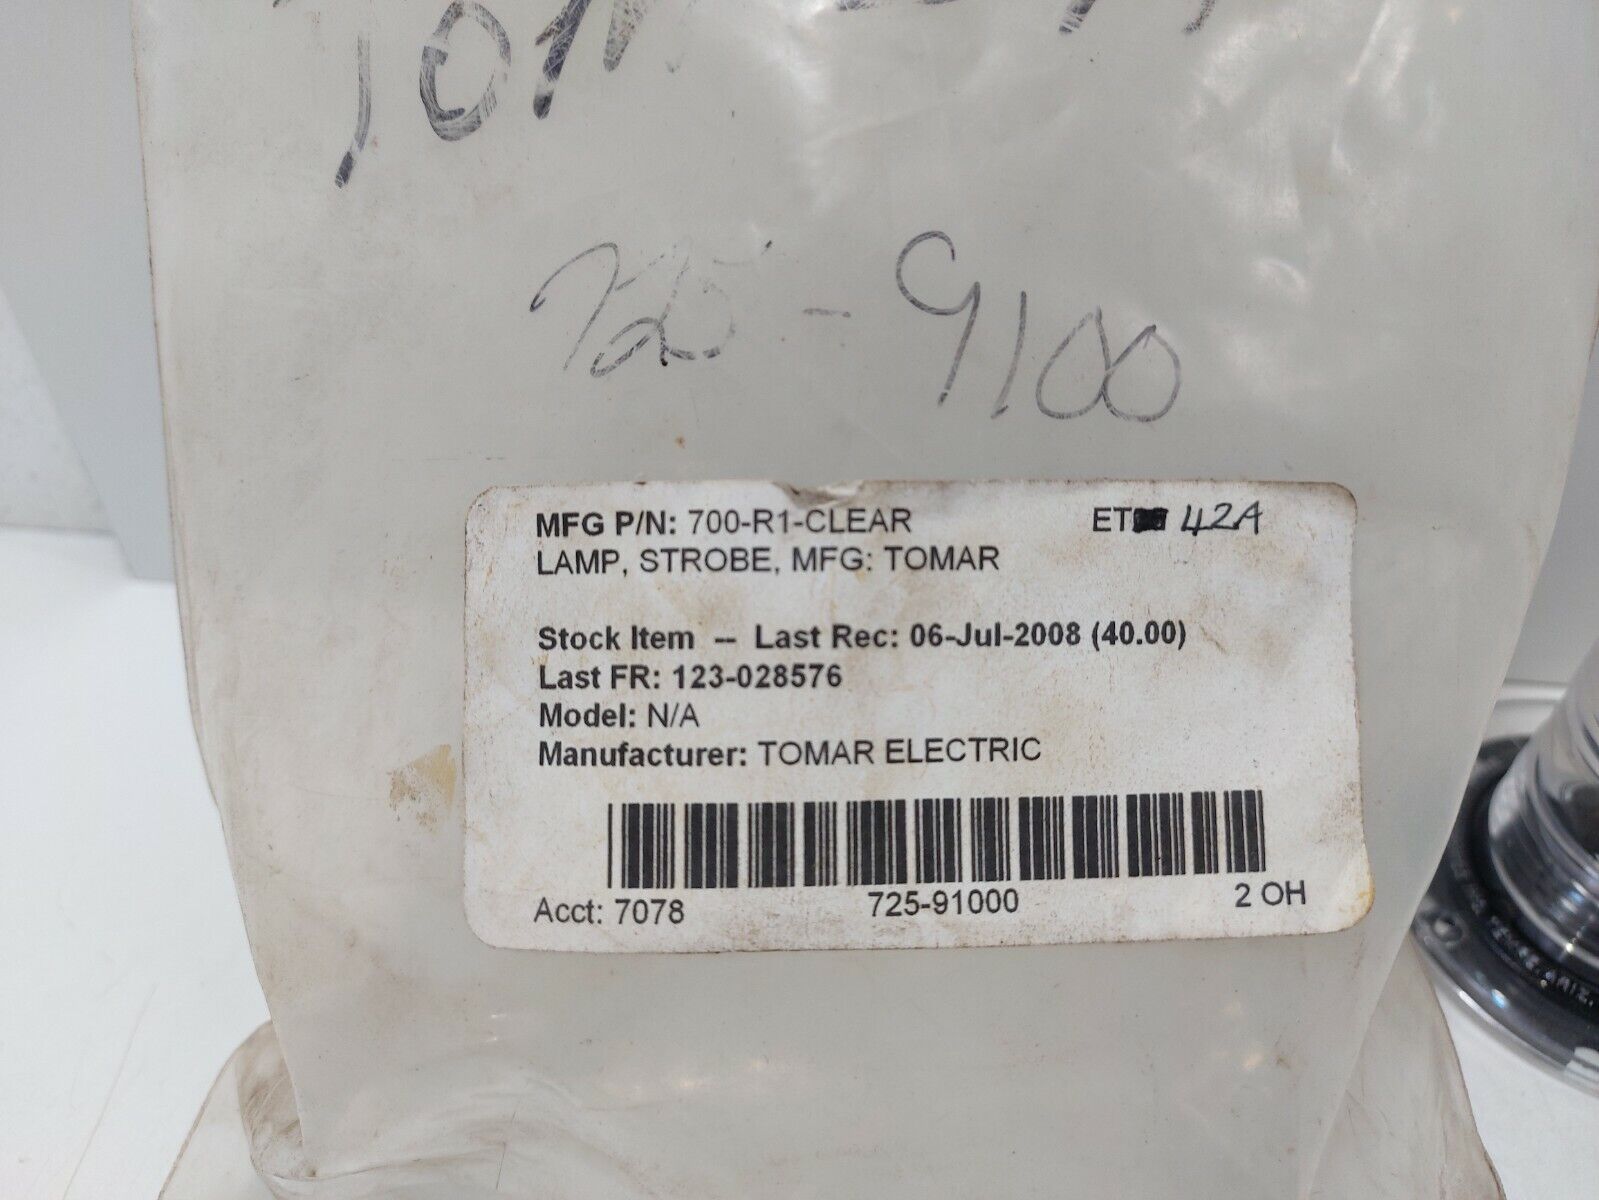 725-9100
MFG P/N: 700-R1-CLEAR ET 42A
LAMP, STROBE, MFG: TOMAR
Stock Item -- Last Rec: 06-Jul-2008 (40.00)
Last FR: 123-028576
Model: N/A
Manufacturer: TOMAR ELECTRIC
Acct: 7078 725-91000 2 OH
ARIZ.